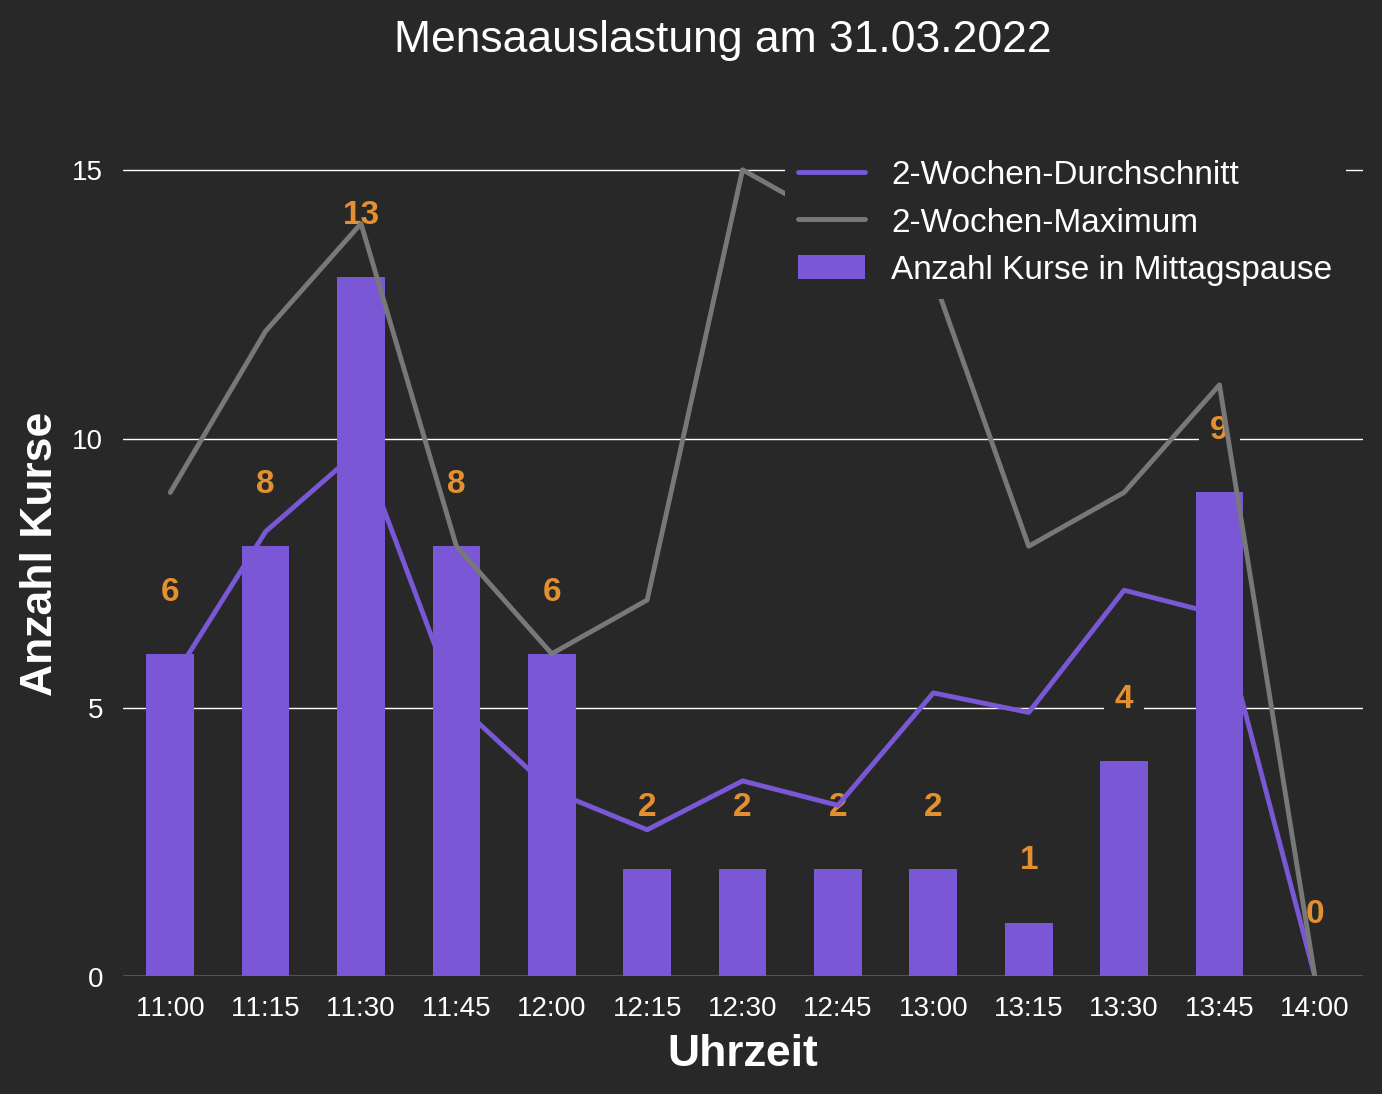 Mensaauslastung am 31.03.2022
2-Wochen-Durchschnitt
2-Wochen-Maximum
Anzahl Kurse in Mittagspause
Anzahl Kurse
15
10
5
0
6
8
13
8
6
2
2
2
2
1
4
9
0
11:00 11:15 11:30 11:45 12:00 12:15 12:30 12:45 13:00 13:15 13:30 13:45 14:00
Uhrzeit